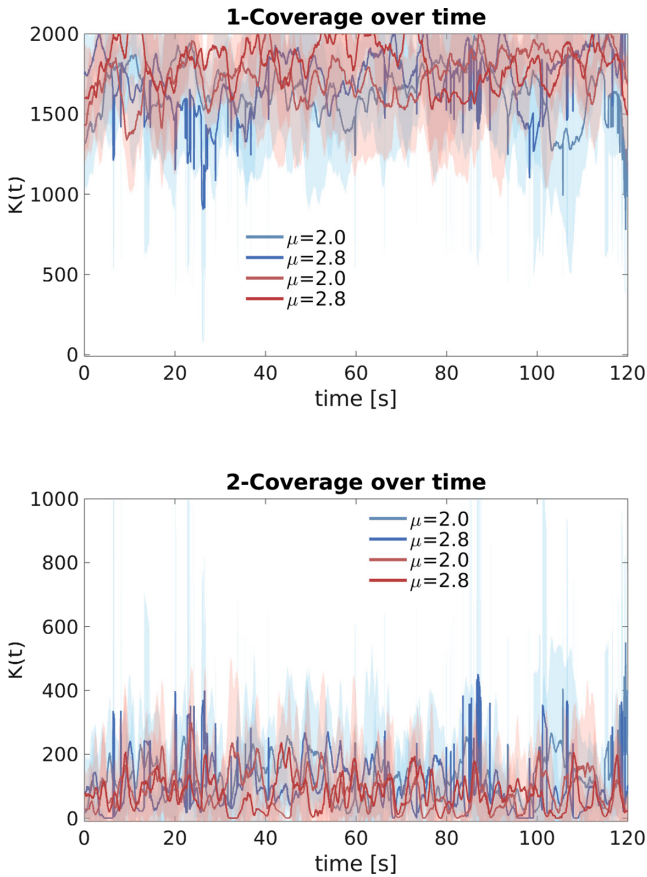 1-Coverage over time
2000
1500
1000
500
0
K(t)
μ=2.0
μ=2.8
μ=2.0
μ=2.8
0 20 40 60 80 100 120
time [s]
2-Coverage over time
1000
800
600
400
200
0
K(t)
μ=2.0
μ=2.8
μ=2.0
μ=2.8
0 20 40 60 80 100 120
time [s]